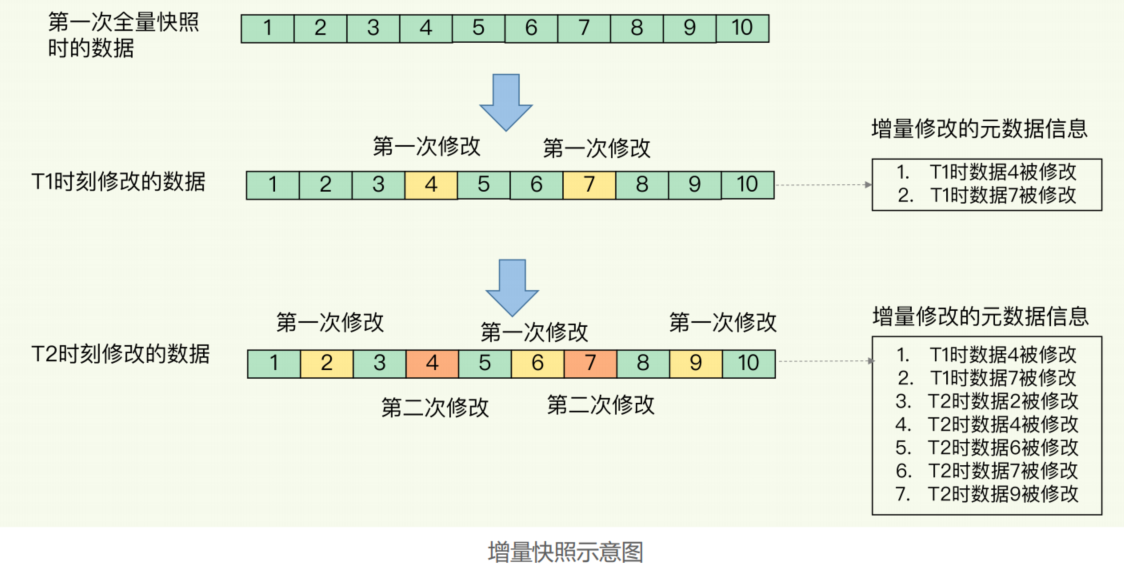 第一次全量快照
时的数据
1 2 3 4 5 6 7 8 9 10
第一次修改 第一次修改
T1时刻修改的数据
1 2 3 4 5 6 7 8 9 10
增量修改的元数据信息
1. T1时数据4被修改
2. T1时数据7被修改
第一次修改 第一次修改 第一次修改
T2时刻修改的数据
1 2 3 4 5 6 7 8 9 10
第二次修改 第二次修改
增量修改的元数据信息
1. T1时数据4被修改
2. T1时数据7被修改
3. T2时数据2被修改
4. T2时数据4被修改
5. T2时数据6被修改
6. T2时数据7被修改
7. T2时数据9被修改
增量快照示意图